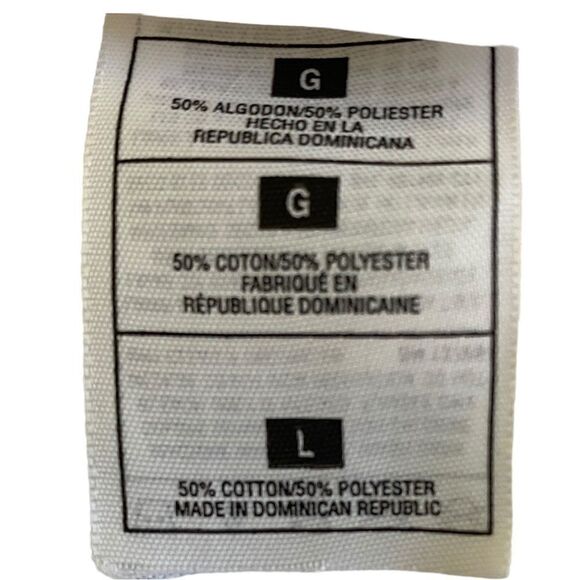 G
50% ALGODON/50% POLIESTER
HECHO EN LA
REPUBLICA DOMINICANA
G
50% COTON/50% POLYESTER
FABRIQUÉ EN
RÉPUBLIQUE DOMINICAINE
L
50% COTTON/50% POLYESTER
MADE IN DOMINICAN REPUBLIC